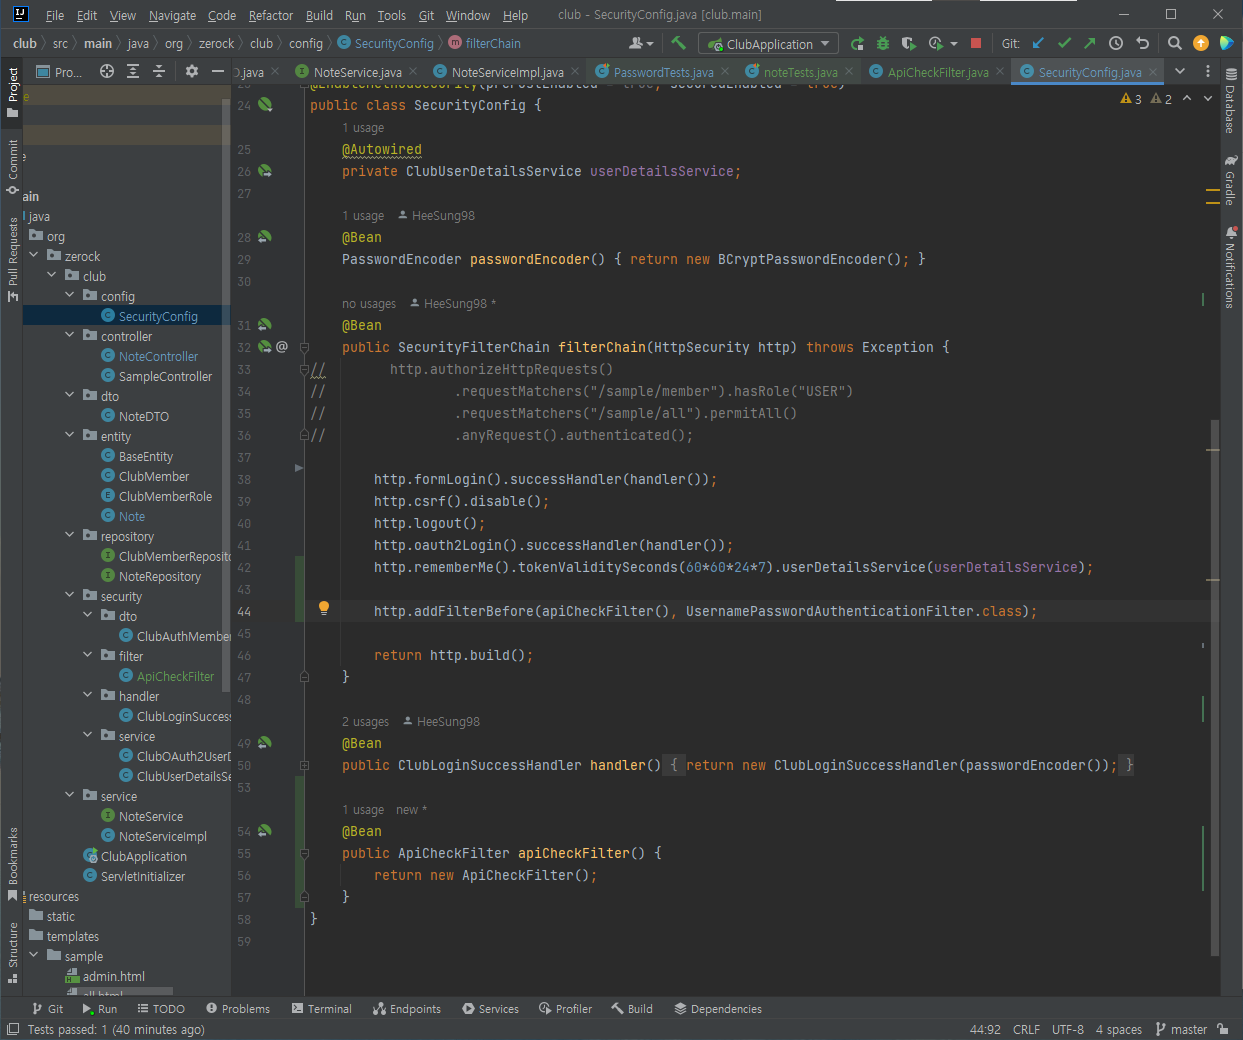 File Edit View Navigate Code Refactor Build Run Tools Git Window Help club - SecurityConfig.java [club.main]
club src main java org zerock club config SecurityConfig filterChain ClubApplication Git:
Project Pro... .java NoteService.java NoteServiceImpl.java PasswordTests.java noteTests.java ApiCheckFilter.java SecurityConfig.java
24 public class SecurityConfig {
3 2
1 usage
25 @Autowired
26 private ClubUserDetailsService userDetailsService;
27
1 usage HeeSung98
28 @Bean
29 PasswordEncoder passwordEncoder() { return new BCryptPasswordEncoder(); }
30
no usages HeeSung98 *
31 @Bean
32 @ public SecurityFilterChain filterChain(HttpSecurity http) throws Exception {
33 // http.authorizeHttpRequests()
34 // .requestMatchers("/sample/member").hasRole("USER")
35 // .requestMatchers("/sample/all").permitAll()
36 // .anyRequest().authenticated();
37
38 http.formLogin().successHandler(handler());
39 http.csrf().disable();
40 http.logout();
41 http.oauth2Login().successHandler(handler());
42 http.rememberMe().tokenValiditySeconds(60*60*24*7).userDetailsService(userDetailsService);
43
44 http.addFilterBefore(apiCheckFilter(), UsernamePasswordAuthenticationFilter.class);
45
46 return http.build();
47 }
48
2 usages HeeSung98
49 @Bean
50 public ClubLoginSuccessHandler handler() { return new ClubLoginSuccessHandler(passwordEncoder()); }
53
1 usage new *
54 @Bean
55 public ApiCheckFilter apiCheckFilter() {
56 return new ApiCheckFilter();
57 }
58 }
59
e
e
ain
java
org
zerock
club
config
SecurityConfig
controller
NoteController
SampleController
dto
NoteDTO
entity
BaseEntity
ClubMember
ClubMemberRole
Note
repository
ClubMemberReposito
NoteRepository
security
dto
ClubAuthMember
filter
ApiCheckFilter
handler
ClubLoginSuccess
service
ClubOAuth2UserD
ClubUserDetailsSe
service
NoteService
NoteServiceImpl
ClubApplication
ServletInitializer
resources
static
templates
sample
admin.html
all.html
Commit
Pull Requests
Bookmarks
Structure
Database
Gradle
Notifications
Git Run TODO Problems Terminal Endpoints Services Profiler Build Dependencies
Tests passed: 1 (40 minutes ago) 44:92 CRLF UTF-8 4 spaces master